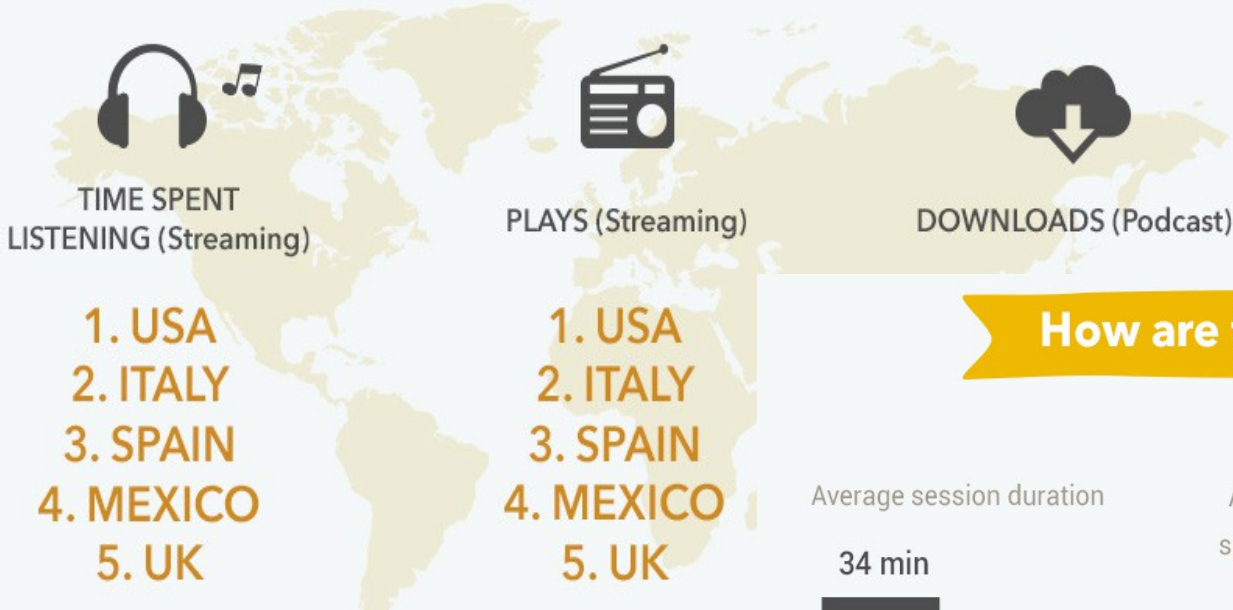 TIME SPENT
LISTENING (Streaming)
1. USA
2. ITALY
3. SPAIN
4. MEXICO
5. UK
PLAYS (Streaming)
1. USA
2. ITALY
3. SPAIN
4. MEXICO
5. UK
DOWNLOADS (Podcast)
How are
Average session duration
34 min